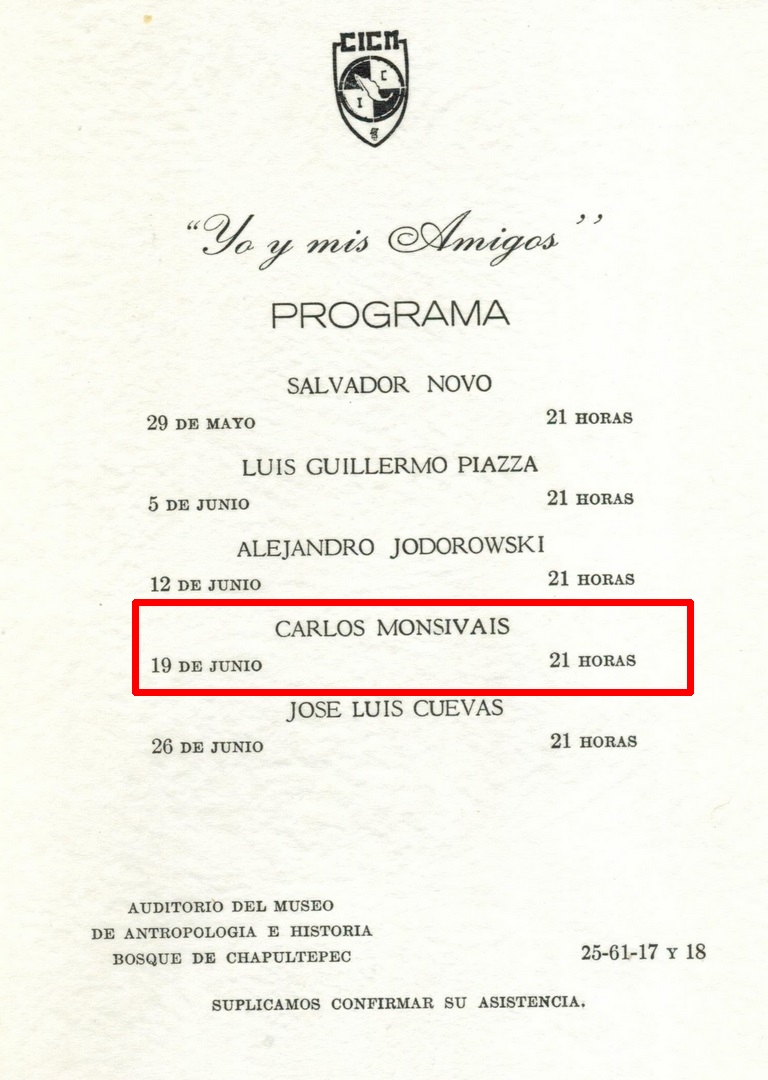 CICM
C
I
"Yo y mis Amigos"
PROGRAMA
SALVADOR NOVO
29 DE MAYO 21 HORAS
LUIS GUILLERMO PIAZZA
5 DE JUNIO 21 HORAS
ALEJANDRO JODOROWSKI
12 DE JUNIO 21 HORAS
CARLOS MONSIVAIS
19 DE JUNIO 21 HORAS
JOSE LUIS CUEVAS
26 DE JUNIO 21 HORAS
AUDITORIO DEL MUSEO
DE ANTROPOLOGIA E HISTORIA
BOSQUE DE CHAPULTEPEC
25-61-17 Y 18
SUPLICAMOS CONFIRMAR SU ASISTENCIA.